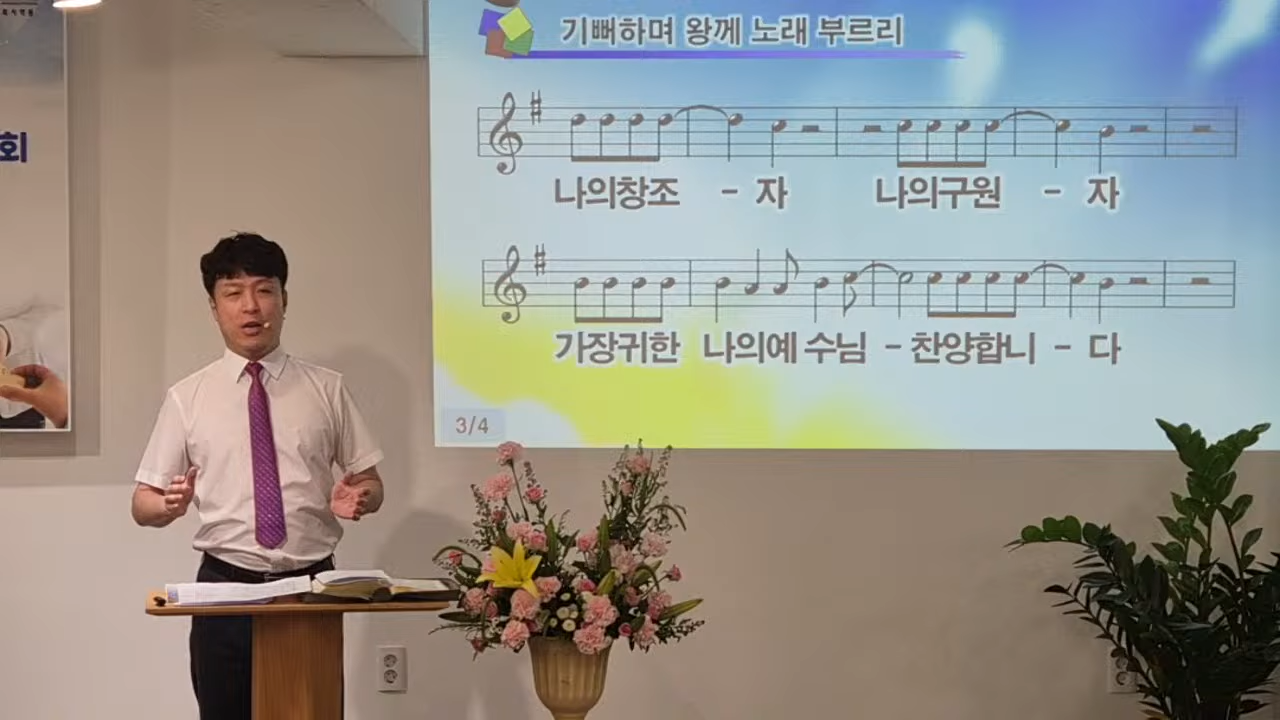 회
기뻐하며 왕께 노래 부르리
나의창조 - 자 나의구원 - 자
가장귀한 나의예 수님 - 찬양합니 - 다
3/4